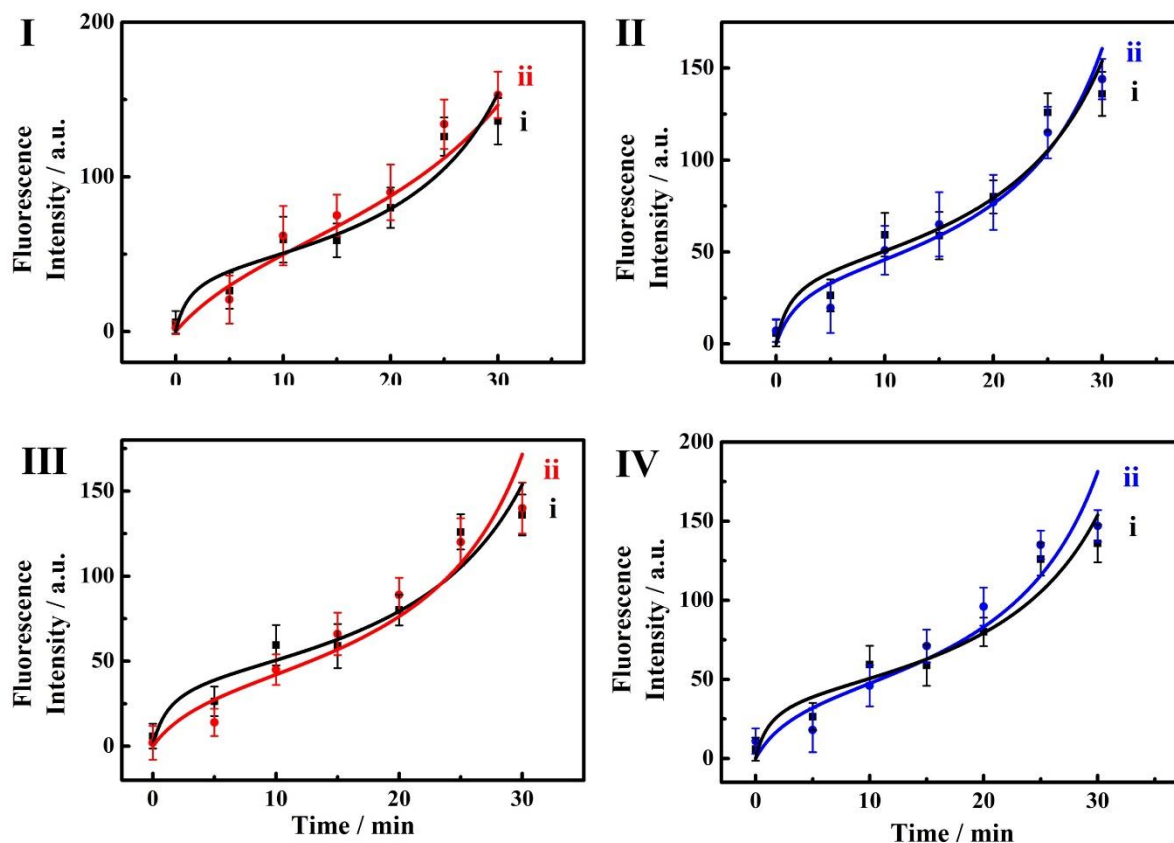 I
200
100
0
0 10 20 30
Fluorescence
Intensity / a.u.
ii
i
II
150
100
50
0
0 10 20 30
Fluorescence
Intensity / a.u.
ii
i
III
150
100
50
0
0 10 20 30
Fluorescence
Intensity / a.u.
Time / min
ii
i
IV
200
150
100
50
0
0 10 20 30
Fluorescence
Intensity / a.u.
Time / min
ii
i